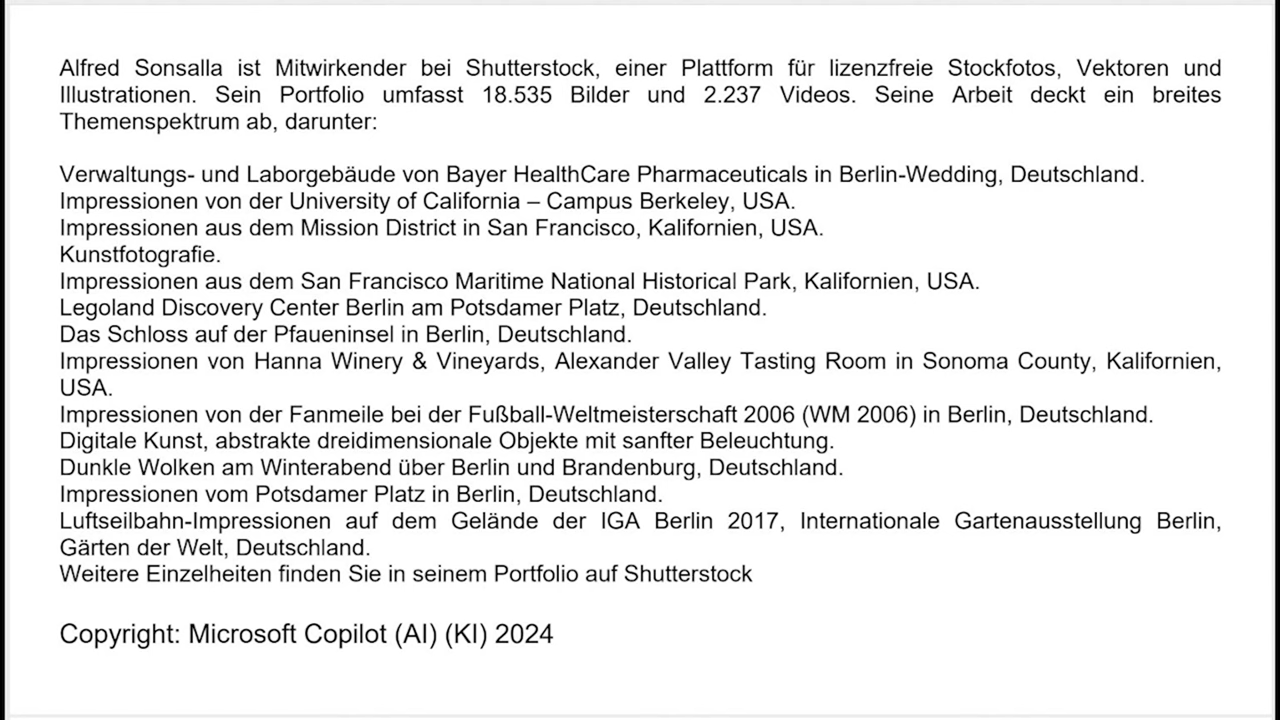 Alfred Sonsalla ist Mitwirkender bei Shutterstock, einer Plattform für lizenzfreie Stockfotos, Vektoren und
Illustrationen. Sein Portfolio umfasst 18.535 Bilder und 2.237 Videos. Seine Arbeit deckt ein breites
Themenspektrum ab, darunter:
Verwaltungs- und Laborgebäude von Bayer HealthCare Pharmaceuticals in Berlin-Wedding, Deutschland.
Impressionen von der University of California – Campus Berkeley, USA.
Impressionen aus dem Mission District in San Francisco, Kalifornien, USA.
Kunstfotografie.
Impressionen aus dem San Francisco Maritime National Historical Park, Kalifornien, USA.
Legoland Discovery Center Berlin am Potsdamer Platz, Deutschland.
Das Schloss auf der Pfaueninsel in Berlin, Deutschland.
Impressionen von Hanna Winery & Vineyards, Alexander Valley Tasting Room in Sonoma County, Kalifornien,
USA.
Impressionen von der Fanmeile bei der Fußball-Weltmeisterschaft 2006 (WM 2006) in Berlin, Deutschland.
Digitale Kunst, abstrakte dreidimensionale Objekte mit sanfter Beleuchtung.
Dunkle Wolken am Winterabend über Berlin und Brandenburg, Deutschland.
Impressionen vom Potsdamer Platz in Berlin, Deutschland.
Luftseilbahn-Impressionen auf dem Gelände der IGA Berlin 2017, Internationale Gartenausstellung Berlin,
Gärten der Welt, Deutschland.
Weitere Einzelheiten finden Sie in seinem Portfolio auf Shutterstock
Copyright: Microsoft Copilot (AI) (KI) 2024